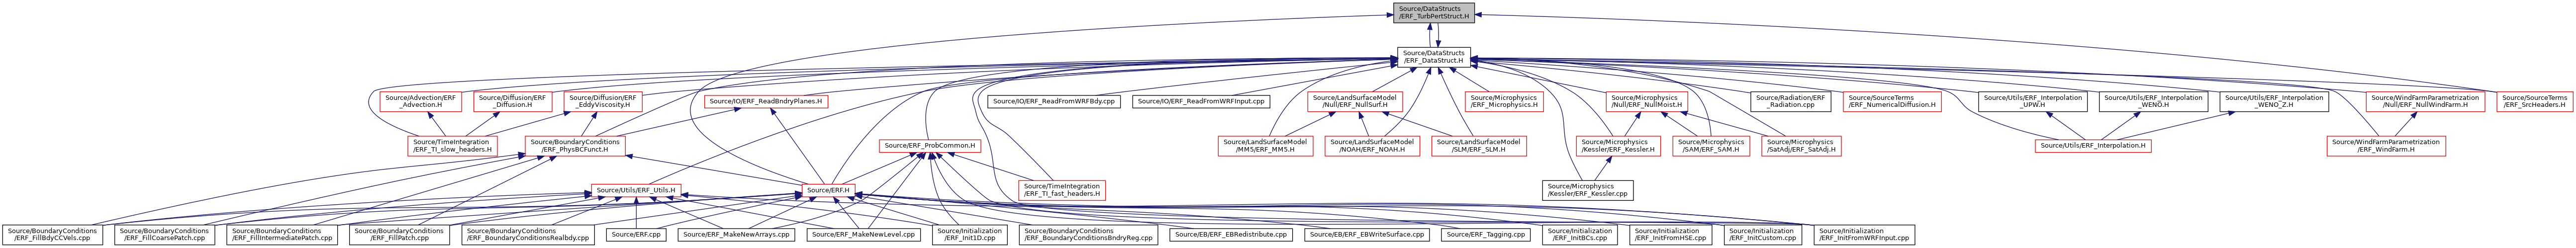 Source/DataStructs
/ERF_TurbPertStruct.H
Source/DataStructs
/ERF_DataStruct.H
Source/Advection/ERF
_Advection.H
Source/Diffusion/ERF
_Diffusion.H
Source/Diffusion/ERF
_EddyViscosity.H
Source/IO/ERF_ReadBndryPlanes.H
Source/IO/ERF_ReadFromWRFBdy.cpp
Source/IO/ERF_ReadFromWRFInput.cpp
Source/LandSurfaceModel
/Null/ERF_NullSurf.H
Source/Microphysics
/ERF_Microphysics.H
Source/Microphysics
/Null/ERF_NullMoist.H
Source/Radiation/ERF
_Radiation.cpp
Source/SourceTerms
/ERF_NumericalDiffusion.H
Source/Utils/ERF_Interpolation
_UPW.H
Source/Utils/ERF_Interpolation
_WENO.H
Source/Utils/ERF_Interpolation
_WENO_Z.H
Source/WindFarmParametrization
/Null/ERF_NullWindFarm.H
Source/SourceTerms
/ERF_SrcHeaders.H
Source/TimeIntegration
/ERF_TI_slow_headers.H
Source/BoundaryConditions
/ERF_PhysBCFunct.H
Source/ERF_ProbCommon.H
Source/LandSurfaceModel
/MM5/ERF_MM5.H
Source/LandSurfaceModel
/NOAH/ERF_NOAH.H
Source/LandSurfaceModel
/SLM/ERF_SLM.H
Source/Microphysics
/Kessler/ERF_Kessler.H
Source/Microphysics
/SAM/ERF_SAM.H
Source/Microphysics
/SatAdj/ERF_SatAdj.H
Source/Utils/ERF_Interpolation.H
Source/WindFarmParametrization
/ERF_WindFarm.H
Source/Utils/ERF_Utils.H
Source/ERF.H
Source/TimeIntegration
/ERF_TI_fast_headers.H
Source/Microphysics
/Kessler/ERF_Kessler.cpp
Source/BoundaryConditions
/ERF_FillBdyCCVels.cpp
Source/BoundaryConditions
/ERF_FillCoarsePatch.cpp
Source/BoundaryConditions
/ERF_FillIntermediatePatch.cpp
Source/BoundaryConditions
/ERF_FillPatch.cpp
Source/BoundaryConditions
/ERF_BoundaryConditionsRealbdy.cpp
Source/ERF.cpp
Source/ERF_MakeNewArrays.cpp
Source/ERF_MakeNewLevel.cpp
Source/Initialization
/ERF_Init1D.cpp
Source/BoundaryConditions
/ERF_BoundaryConditionsBndryReg.cpp
Source/EB/ERF_EBRedistribute.cpp
Source/EB/ERF_EBWriteSurface.cpp
Source/ERF_Tagging.cpp
Source/Initialization
/ERF_InitBCs.cpp
Source/Initialization
/ERF_InitFromHSE.cpp
Source/Initialization
/ERF_InitCustom.cpp
Source/Initialization
/ERF_InitFromWRFInput.cpp